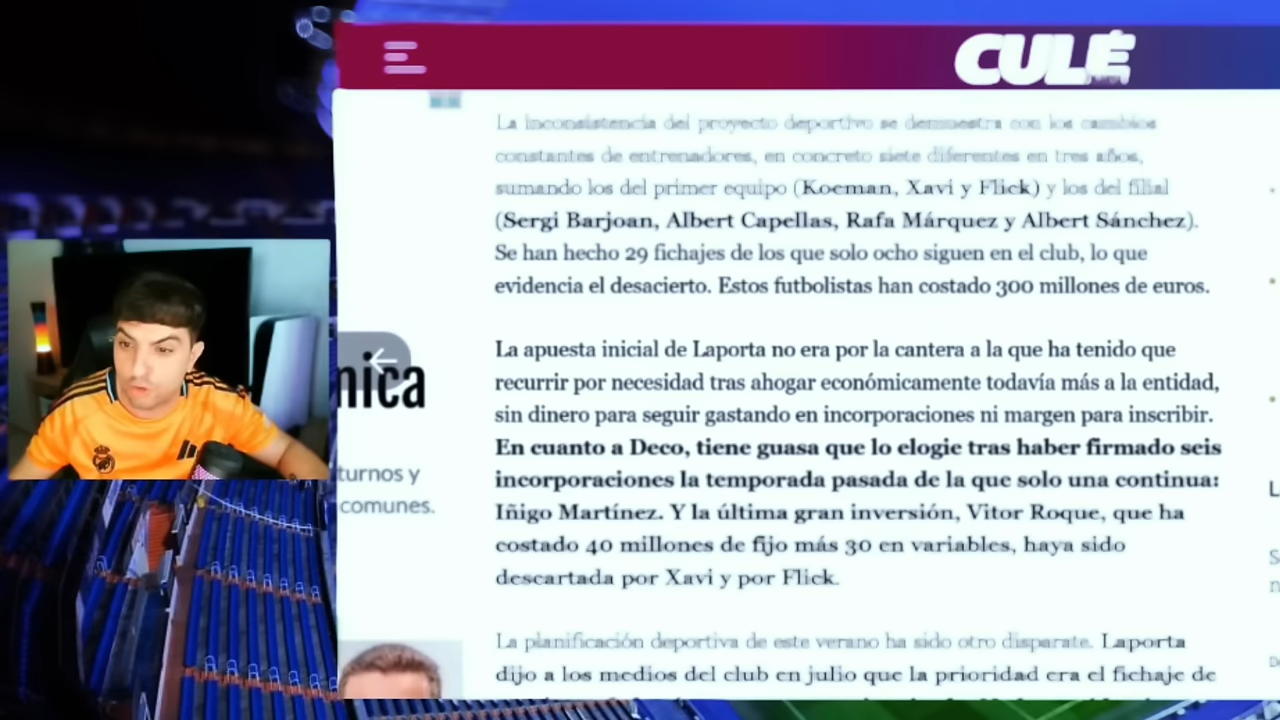 CULÉ
La inconsistencia del proyecto deportivo se demuestra con los cambios
constantes de entrenadores, en concreto siete diferentes en tres años,
sumando los del primer equipo (Koeman, Xavi y Flick) y los del filial
(Sergi Barjoan, Albert Capellas, Rafa Márquez y Albert Sánchez).
Se han hecho 29 fichajes de los que solo ocho siguen en el club, lo que
evidencia el desacierto. Estos futbolistas han costado 300 millones de euros.
La apuesta inicial de Laporta no era por la cantera a la que ha tenido que
recurrir por necesidad tras ahogar económicamente todavía más a la entidad,
sin dinero para seguir gastando en incorporaciones ni margen para inscribir.
En cuanto a Deco, tiene guasa que lo elogie tras haber firmado seis
incorporaciones la temporada pasada de la que solo una continua:
Iñigo Martínez. Y la última gran inversión, Vitor Roque, que ha
costado 40 millones de fijo más 30 en variables, haya sido
descartada por Xavi y por Flick.
La planificación deportiva de este verano ha sido otro disparate. Laporta
dijo a los medios del club en julio que la prioridad era el fichaje de
nica
turnos y
comunes.